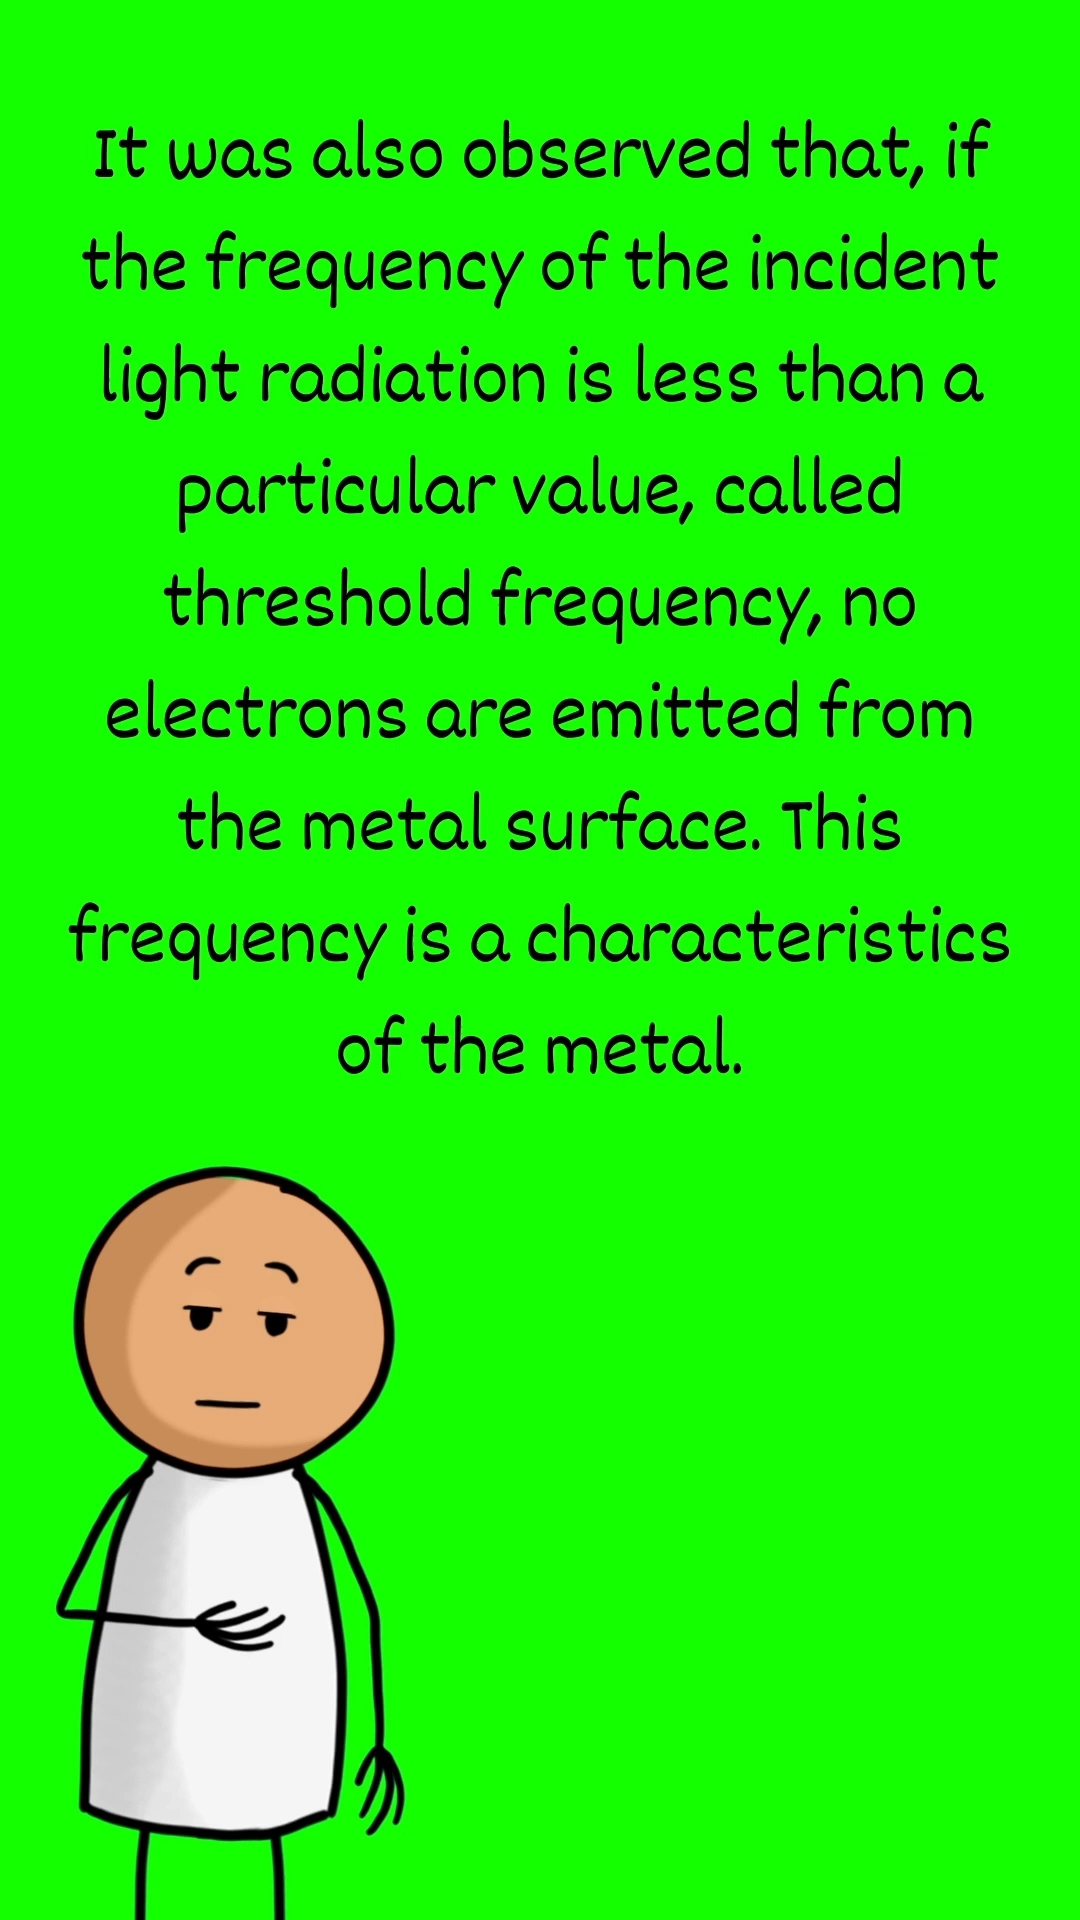 It was also observed that, if
the frequency of the incident
light radiation is less than a
particular value, called
threshold frequency, no
electrons are emitted from
the metal surface. This
frequency is a characteristics
of the metal.